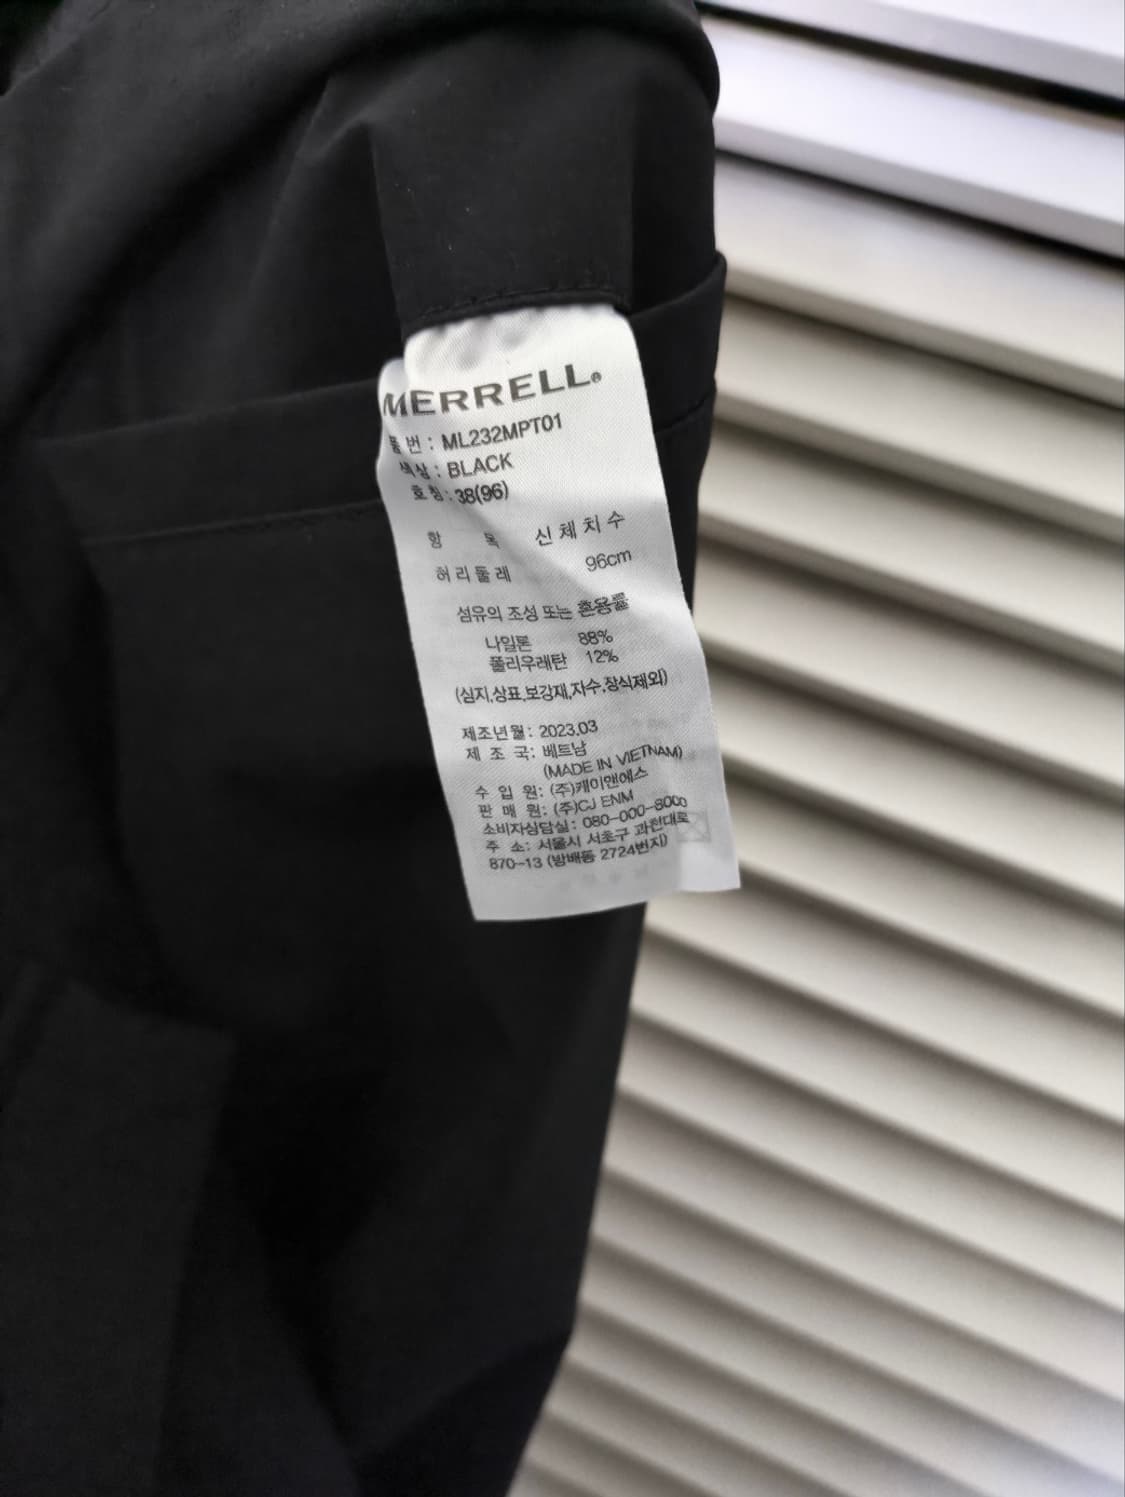 MERRELL®
품 번 : ML232MPT01
색상 : BLACK
호칭 : 38(96)
항 목 신체치수
허리둘레 96cm
섬유의 조성 또는 혼용률
나일론 88%
폴리우레탄 12%
(심지,상표,보강재,자수,장식제외)
제조년월: 2023.03
제 조 국: 베트남
(MADE IN VIETNAM)
수 입 원: (주)케이앤에스
판 매 원: (주)CJ ENM
소비자상담실: 080-000-8000
주 소: 서울시 서초구 과천대로
870-13 (방배동 2724번지)